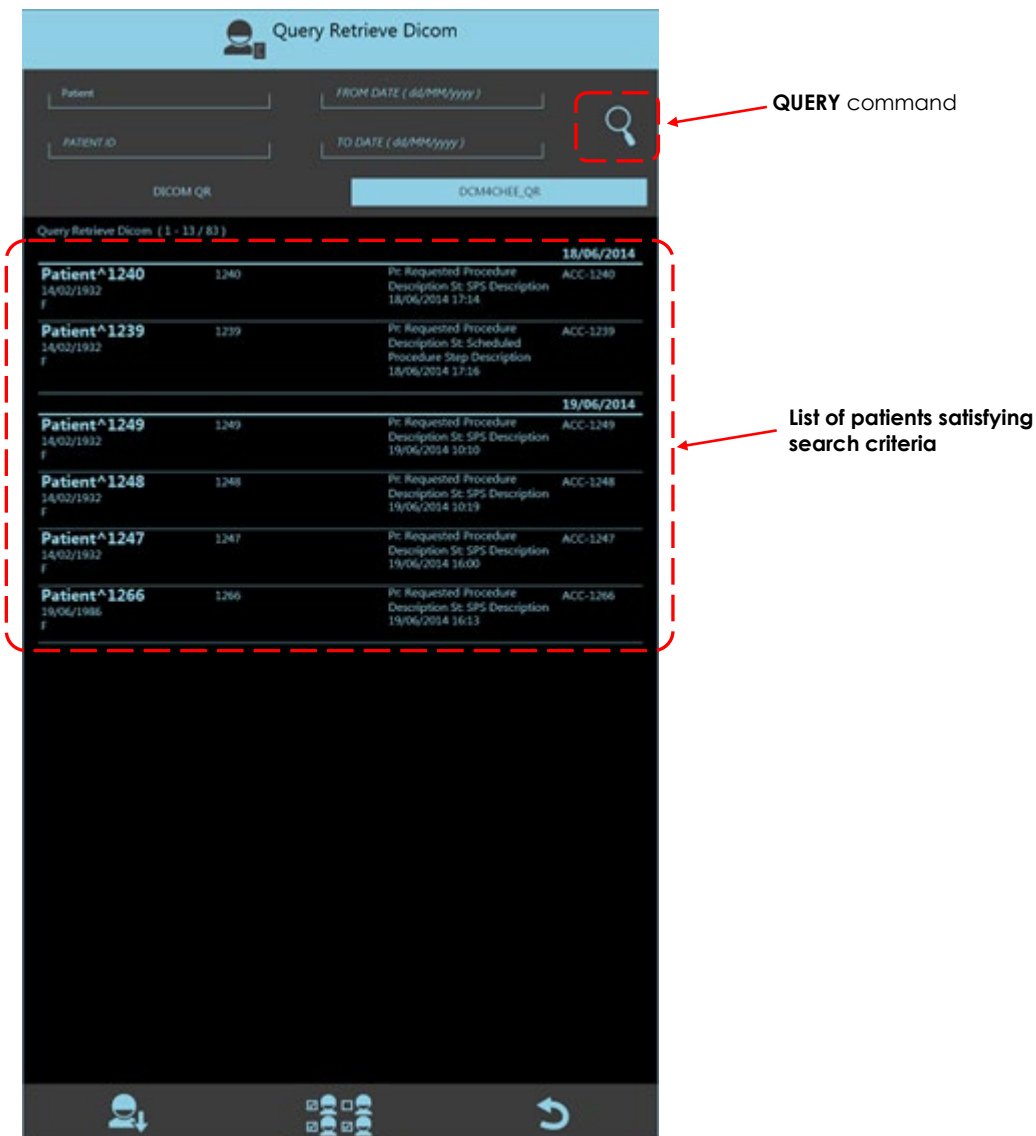 Query Retrieve Dicom
Patient
FROM DATE ( dd/MM/yyyy )
QUERY command
PATIENT ID
TO DATE ( dd/MM/yyyy )
DICOM QR
DCM4CHEE_QR
Query Retrieve Dicom ( 1 - 13 / 83 )
18/06/2014
Patient^1240
1240
Pr: Requested Procedure
Description St: SPS Description
18/06/2014 17:14
ACC-1240
14/02/1932
F
Patient^1239
1239
Pr: Requested Procedure
Description St: Scheduled
Procedure Step Description
18/06/2014 17:16
ACC-1239
14/02/1932
F
19/06/2014
Patient^1249
1249
Pr: Requested Procedure
Description St: SPS Description
19/06/2014 10:10
ACC-1249
14/02/1932
F
List of patients satisfying
search criteria
Patient^1248
1248
Pr: Requested Procedure
Description St: SPS Description
19/06/2014 10:19
ACC-1248
14/02/1932
F
Patient^1247
1247
Pr: Requested Procedure
Description St: SPS Description
19/06/2014 16:00
ACC-1247
14/02/1932
F
Patient^1266
1266
Pr: Requested Procedure
Description St: SPS Description
19/06/2014 16:13
ACC-1266
19/06/1986
F